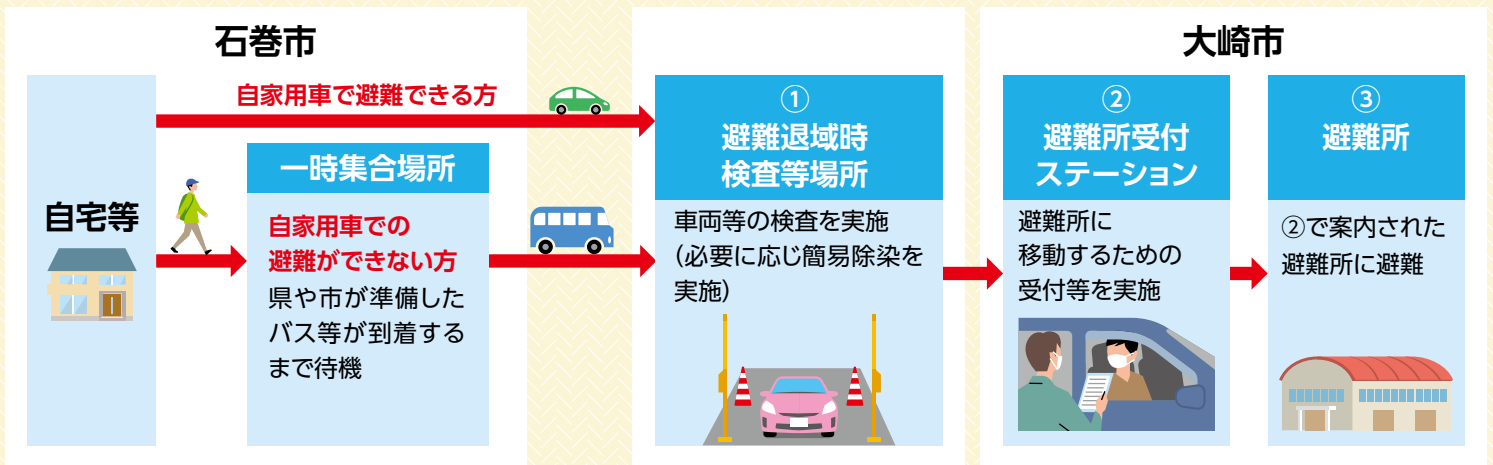 石巻市
自家用車で避難できる方
自宅等
一時集合場所
自家用車での
避難ができない方
県や市が準備した
バス等が到着する
まで待機
①
避難退域時
検査等場所
車両等の検査を実施
(必要に応じ簡易除染を
実施)
大崎市
②
避難所受付
ステーション
避難所に
移動するための
受付等を実施
③
避難所
②で案内された
避難所に避難